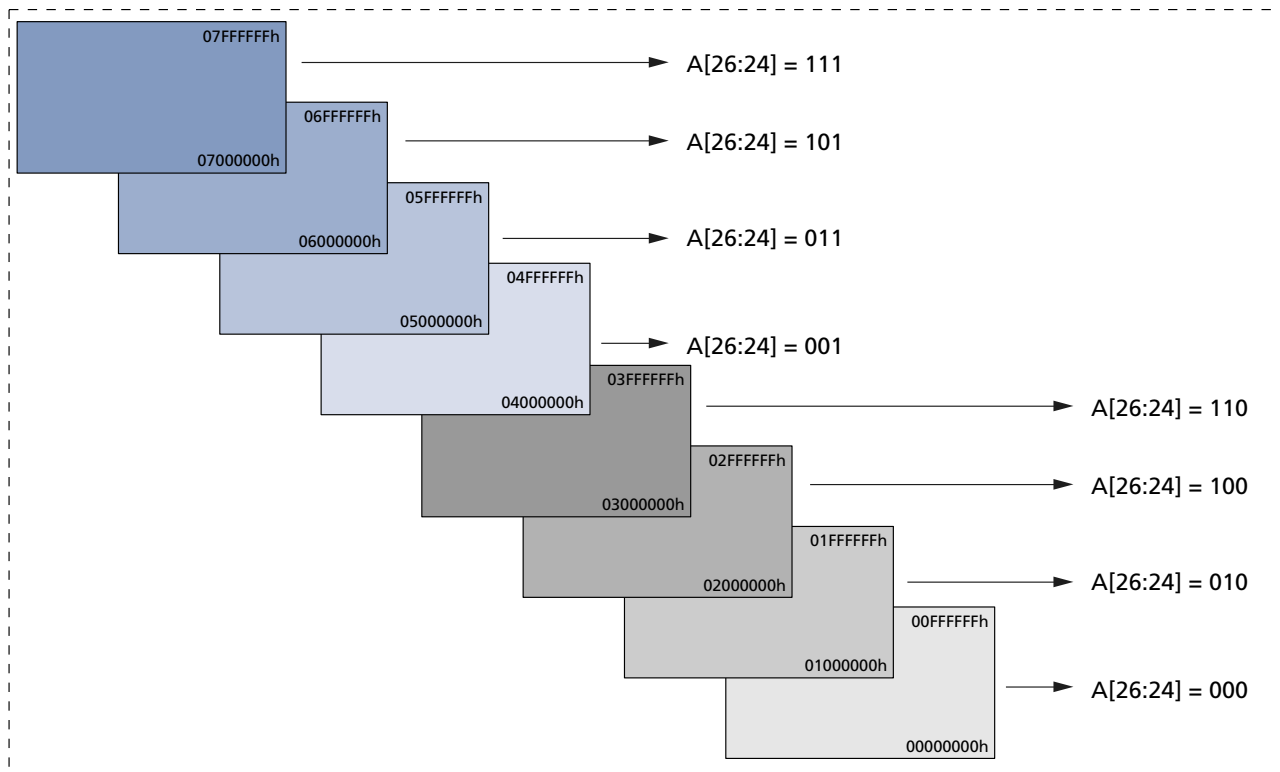 07FFFFFFh
A[26:24] = 111
07000000h
06FFFFFFh
A[26:24] = 101
06000000h
05FFFFFFh
A[26:24] = 011
05000000h
04FFFFFFh
A[26:24] = 001
04000000h
03FFFFFFh
A[26:24] = 110
03000000h
02FFFFFFh
A[26:24] = 100
02000000h
01FFFFFFh
A[26:24] = 010
01000000h
00FFFFFFh
A[26:24] = 000
00000000h